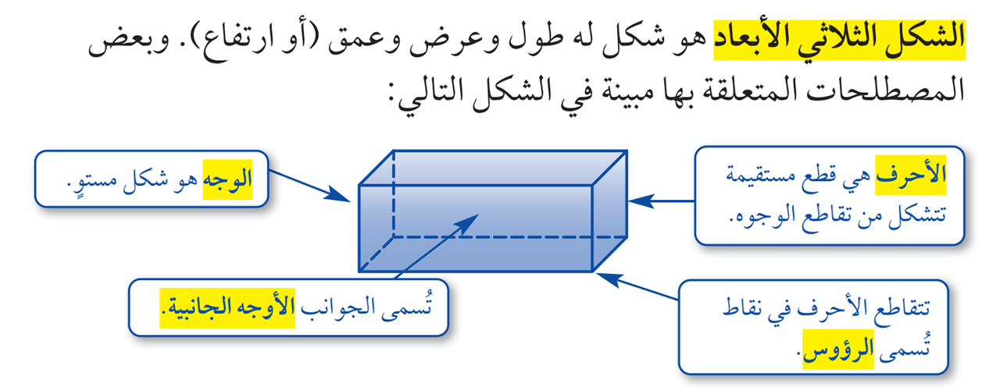 الشكل الثلاثي الأبعاد هو شكل له طول وعرض وعمق (أو ارتفاع). وبعض
المصطلحات المتعلقة بها مبينة في الشكل التالي:
الأحرف هي قطع مستقيمة
تتشكل من تقاطع الوجوه.
الوجه هو شكل مستوٍ.
تتقاطع الأحرف في نقاط
تُسمى الرؤوس.
تُسمى الجوانب الأوجه الجانبية.